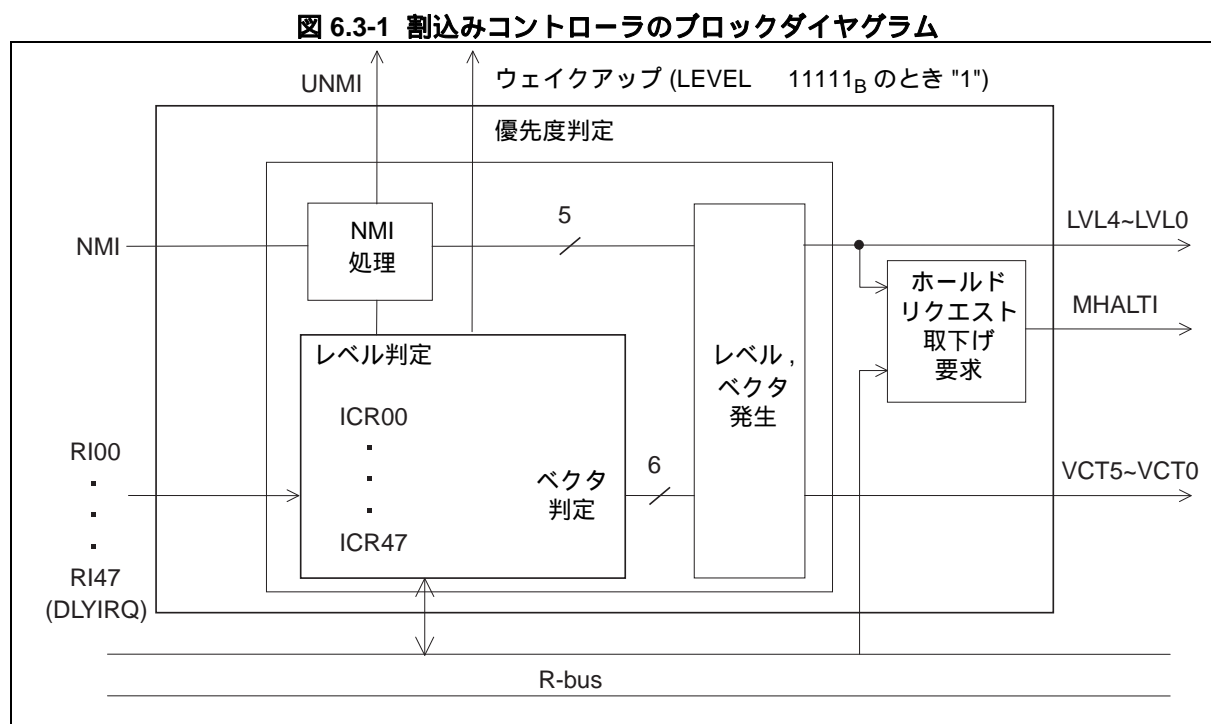 図 6.3-1 割込みコントローラのブロックダイヤグラム
UNMI
ウェイクアップ (LEVEL 11111B のとき "1")
優先度判定
NMI
NMI
処理
5
LVL4~LVL0
ホールド
リクエスト
取下げ
要求
MHALTI
レベル判定
レベル,
ベクタ
発生
ICR00
・
・
・
ICR47
ベクタ
判定
6
RI00
・
・
・
RI47
(DLYIRQ)
VCT5~VCT0
R-bus